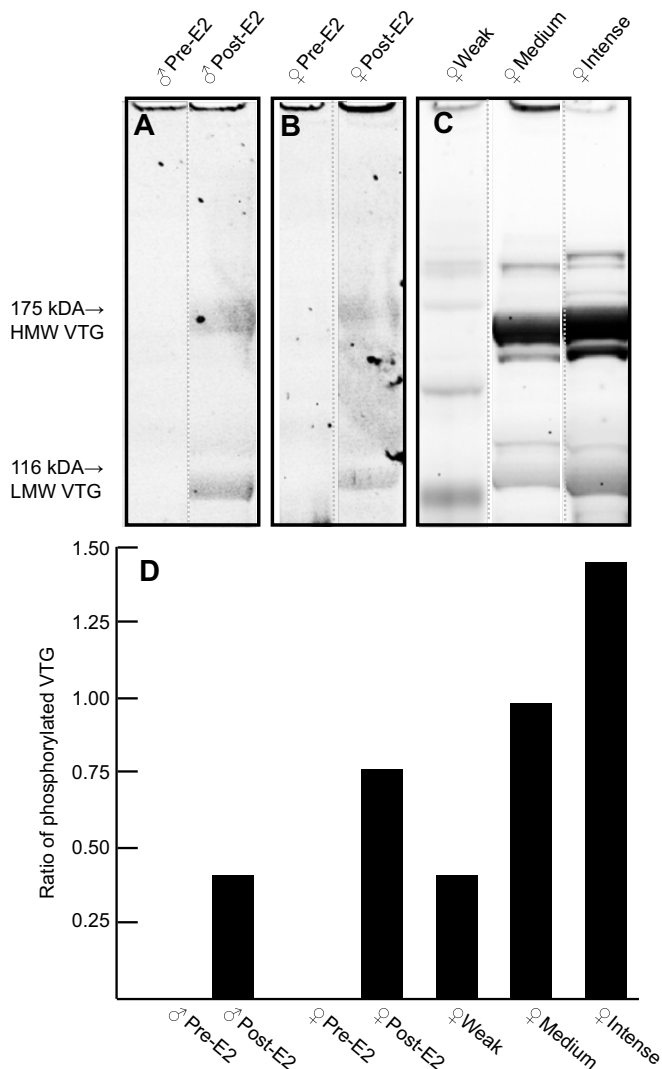 ♂Pre-E2
♂Post-E2
♀Pre-E2
♀Post-E2
♀Weak
♀Medium
♀Intense
A
B
C
175 kDA→
HMW VTG
116 kDA→
LMW VTG
D
1.50
1.25
1.00
0.75
0.50
0.25
Ratio of phosphorylated VTG
♂Pre-E2
♂Post-E2
♀Pre-E2
♀Post-E2
♀Weak
♀Medium
♀Intense